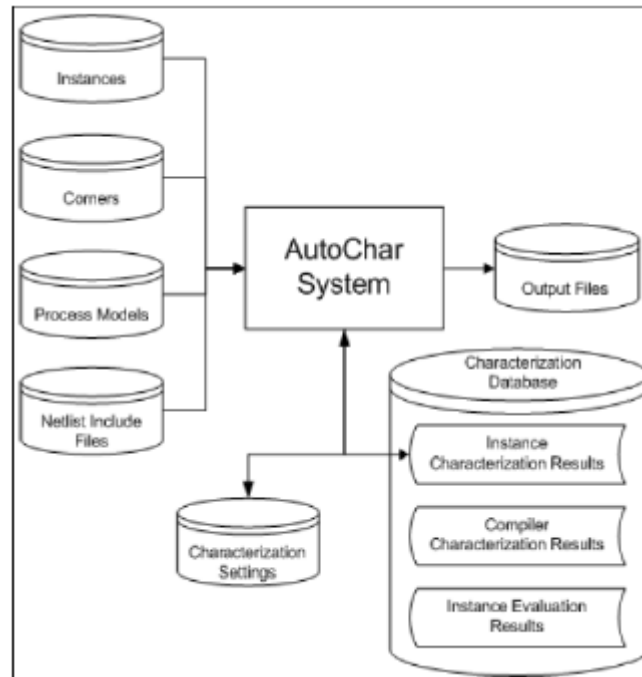 Instances
Corners
Process Models
Netlist Include
Files
AutoChar
System
Output Files
Characterization
Settings
Characterization
Database
Instance
Characterization Results
Compiler
Characterization Results
Instance Evaluation
Results